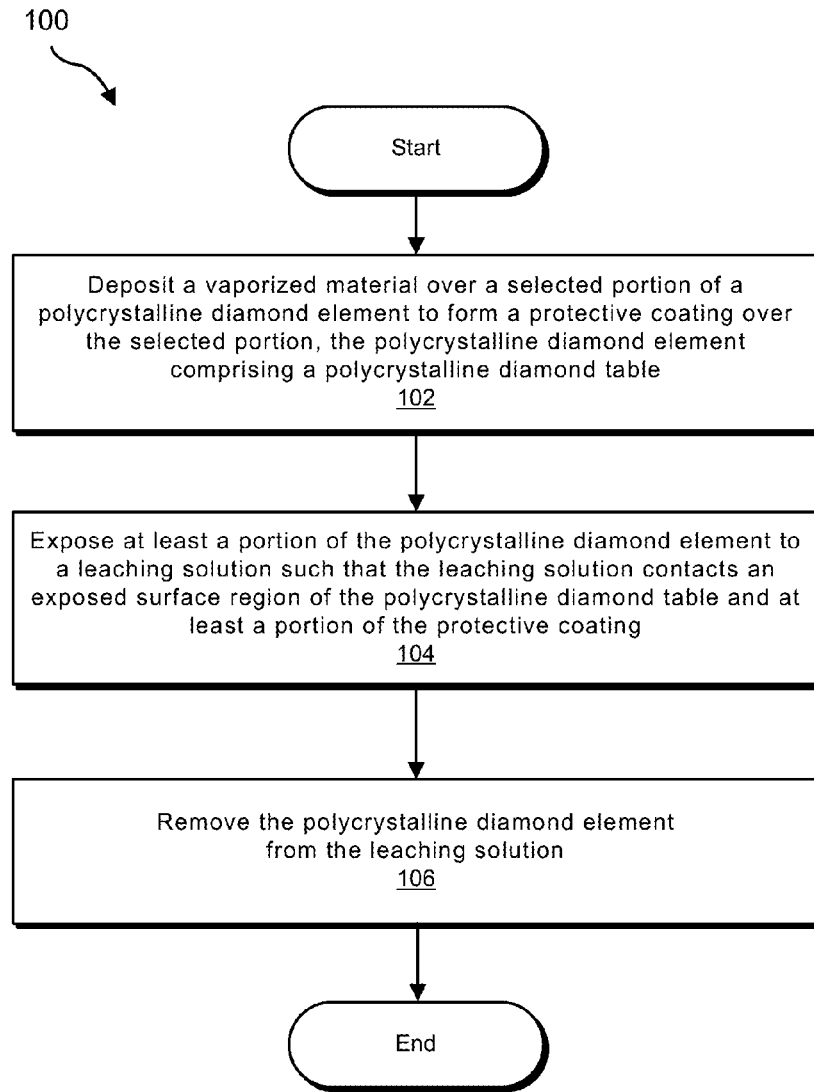 100
Start
Deposit a vaporized material over a selected portion of a
polycrystalline diamond element to form a protective coating over
the selected portion, the polycrystalline diamond element
comprising a polycrystalline diamond table
102
Expose at least a portion of the polycrystalline diamond element to
a leaching solution such that the leaching solution contacts an
exposed surface region of the polycrystalline diamond table and at
least a portion of the protective coating
104
Remove the polycrystalline diamond element
from the leaching solution
106
End